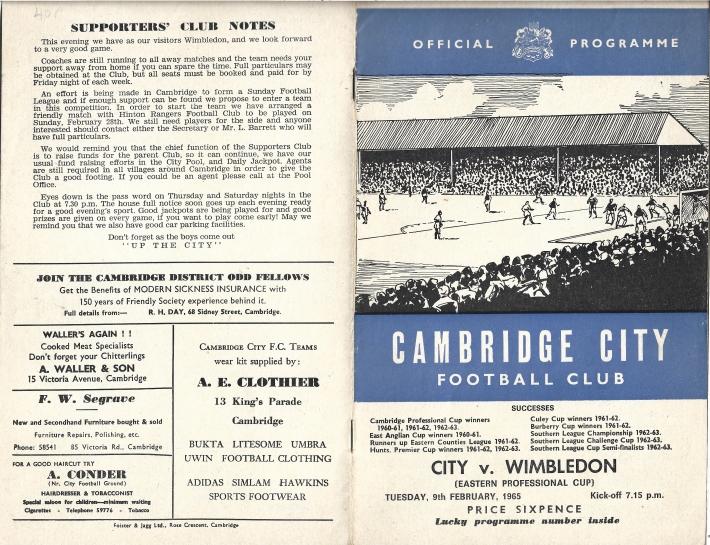 SUPPORTERS' CLUB NOTES
This evening we have as our visitors Wimbledon, and we look forward
to a very good game.
Coaches are still running to all away matches and the team needs your
support away from home if you can spare the time. Full particulars may
be obtained at the Club, but all seats must be booked and paid for by
Friday night of each week.
An effort is being made in Cambridge to form a Sunday Football
League and if enough support can be found we propose to enter a team
in this competition. In order to start the team we have arranged a
friendly match with Hinton Rangers Football Club to be played on
Sunday, February 28th. We still need players for the side and anyone
interested should contact either the Secretary or Mr. L. Barrett who will
have full particulars.
We would remind you that the chief function of the Supporters Club
is to raise funds for the parent Club, so it can continue, we have our
usual fund raising efforts in the City Pool, and Daily Jackpot. Agents
are still required in all villages around Cambridge in order to give the
Club a good footing. If you could be an agent please call at the Pool
Office.
Eyes down is the pass word on Thursday and Saturday nights in the
Club at 7.30 p.m. The house full notice soon goes up each evening ready
for a good evening's sport. Good jackpots are being played for and good
prizes are given on every game, if you want to play come early! May we
remind you that we also have good car parking facilities.
Don't forget as the boys come out
"UP THE CITY"
JOIN THE CAMBRIDGE DISTRICT ODD FELLOWS
Get the Benefits of MODERN SICKNESS INSURANCE with
150 years of Friendly Society experience behind it.
Full details from:— R. H. DAY, 68 Sidney Street, Cambridge.
WALLER'S AGAIN ! !
Cooked Meat Specialists
Don't forget your Chitterlings
A. WALLER & SON
15 Victoria Avenue, Cambridge
F. W. Segrave
New and Secondhand Furniture bought & sold
Furniture Repairs, Polishing, etc.
Phone: 58541 85 Victoria Rd., Cambridge
FOR A GOOD HAIRCUT TRY
A. CONDER
(Nr. City Football Ground)
HAIRDRESSER & TOBACCONIST
Special saloon for children—minimum waiting
Cigarettes - Telephone 59776 - Tobacco
CAMBRIDGE CITY F.C. TEAMS
wear kit supplied by:
A. E. CLOTHIER
13 King's Parade
Cambridge
BUKTA LITESOME UMBRA
UWIN FOOTBALL CLOTHING
ADIDAS SIMLAM HAWKINS
SPORTS FOOTWEAR
Foister & Jagg Ltd., Rose Crescent, Cambridge
OFFICIAL PROGRAMME
CAMBRIDGE CITY
FOOTBALL CLUB
SUCCESSES
Cambridge Professional Cup winners
1960-61, 1961-62, 1962-63.
East Anglian Cup winners 1960-61.
Runners up Eastern Counties League 1961-62.
Hunts. Premier Cup winners 1961-62, 1962-63.
Culey Cup winners 1961-62.
Burberry Cup winners 1961-62.
Southern League Championship 1962-63.
Southern League Challenge Cup 1962-63.
Southern League Cup Semi-finalists 1962-63.
CITY v. WIMBLEDON
(EASTERN PROFESSIONAL CUP)
TUESDAY, 9th FEBRUARY, 1965 Kick-off 7.15 p.m.
PRICE SIXPENCE
Lucky programme number inside